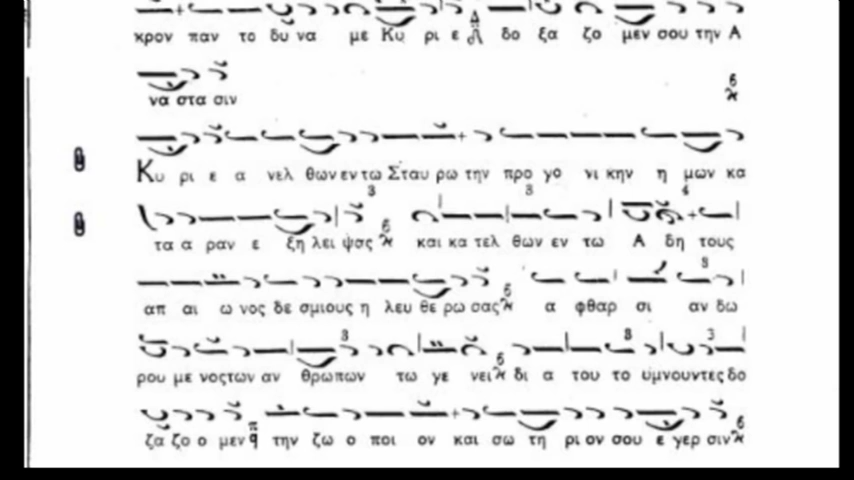 κρον παν το δυ να με Κυ ρι ε δο ξα ζο μεν σου την Α
να στα σιν
Κυ ρι ε α νελ θων εν τω Σταυ ρω την προ γο νι κην η μων κα
τα α ραν ε ξη λει ψας και κα τελ θων εν τω Α δη τους
απ αι ω νος δε σμιους η λευ θε ρω σας α φθαρ σι αν δω
ρου με νος των αν θρωπων τω γε νει δι α του το υμνουντες δο
ξα ζο ο μεν την ζω ο ποι ον και σω τη ρι ον σου ε γερ σιν